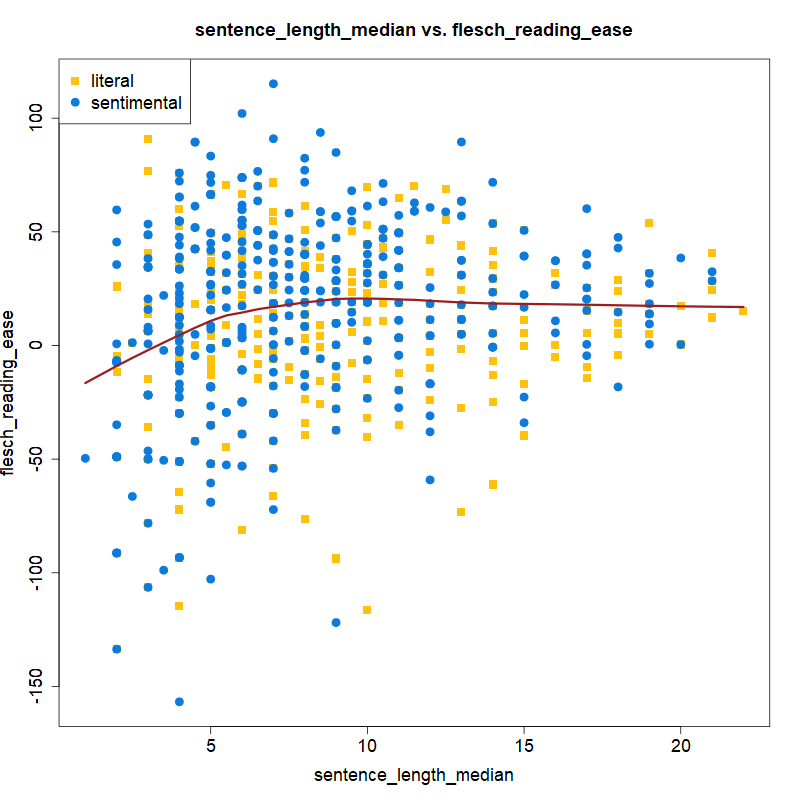 sentence_length_median vs. flesch_reading_ease
literal
sentimental
100
50
0
-50
-100
-150
flesch_reading_ease
5
10
15
20
sentence_length_median